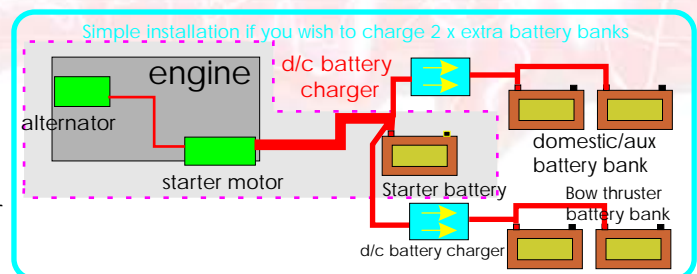 Simple installation if you wish to charge 2 x extra battery banks
engine
d/c battery
charger
alternator
starter motor
domestic/aux
battery bank
Starter battery
Bow thruster
battery bank
d/c battery charger